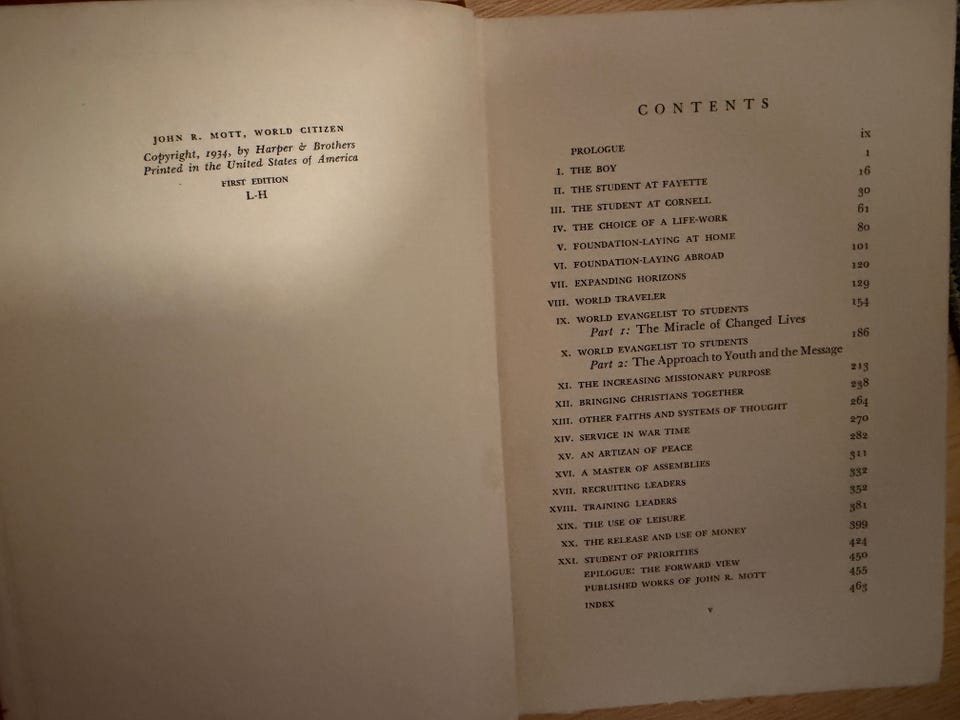 JOHN R. MOTT, WORLD CITIZEN
Copyright, 1934, by Harper & Brothers
Printed in the United States of America
FIRST EDITION
L-H
CONTENTS
PROLOGUE ix
I. THE BOY 1
II. THE STUDENT AT FAYETTE 16
III. THE STUDENT AT CORNELL 30
IV. THE CHOICE OF A LIFE-WORK 61
V. FOUNDATION-LAYING AT HOME 80
VI. FOUNDATION-LAYING ABROAD 101
VII. EXPANDING HORIZONS 120
VIII. WORLD TRAVELER 129
IX. WORLD EVANGELIST TO STUDENTS 154
Part 1: The Miracle of Changed Lives
X. WORLD EVANGELIST TO STUDENTS 186
Part 2: The Approach to Youth and the Message
XI. THE INCREASING MISSIONARY PURPOSE 213
XII. BRINGING CHRISTIANS TOGETHER 238
XIII. OTHER FAITHS AND SYSTEMS OF THOUGHT 264
XIV. SERVICE IN WAR TIME 270
XV. AN ARTIZAN OF PEACE 282
XVI. A MASTER OF ASSEMBLIES 311
XVII. RECRUITING LEADERS 332
XVIII. TRAINING LEADERS 352
XIX. THE USE OF LEISURE 381
XX. THE RELEASE AND USE OF MONEY 399
XXI. STUDENT OF PRIORITIES 424
EPILOGUE: THE FORWARD VIEW 450
PUBLISHED WORKS OF JOHN R. MOTT 455
INDEX 463
v